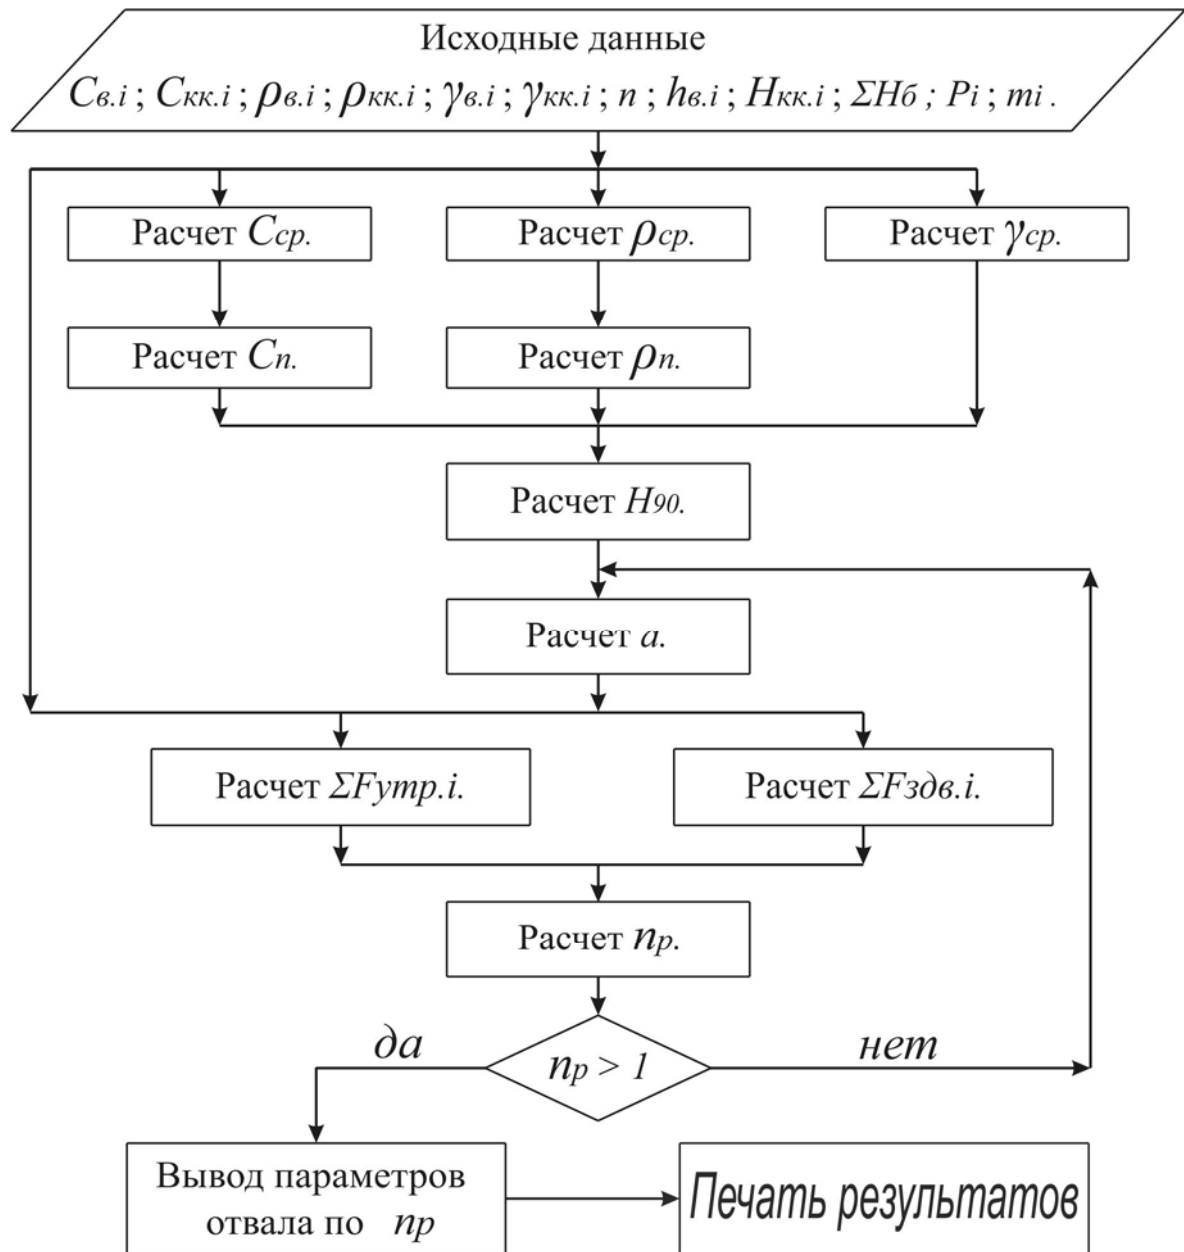 Исходные данные
Cв.i ; Cкк.i ; ρв.i ; ρкк.i ; γв.i ; γкк.i ; n ; hв.i ; Hкк.i ; ΣHб ; Pi ; mi .
Расчет Cср.
Расчет ρср.
Расчет γср.
Расчет Cп.
Расчет ρп.
Расчет H90.
Расчет a.
Расчет ΣFутр.i.
Расчет ΣFздв.i.
Расчет nр.
да
nр > 1
нет
Вывод параметров
отвала по nр
Печать результатов